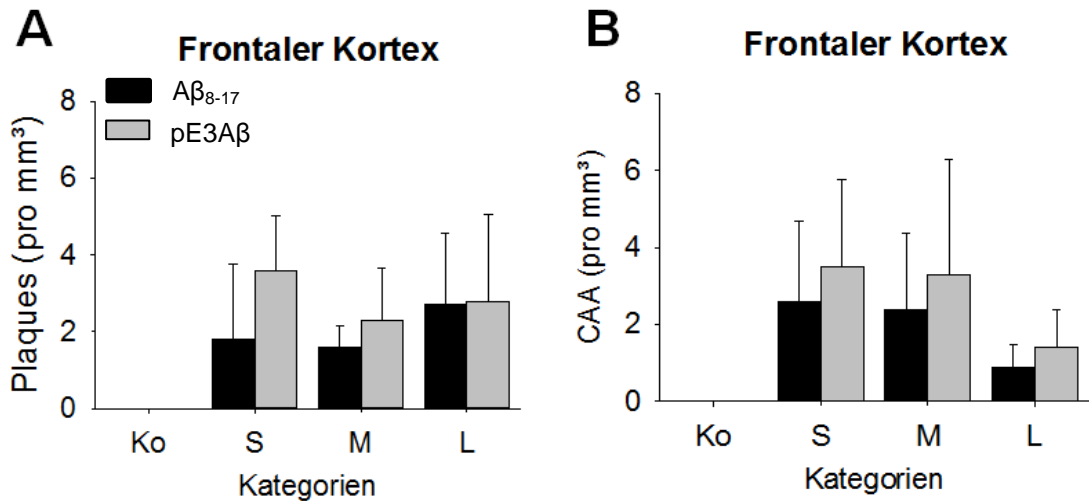 A
Frontaler Kortex
Aβ8-17
pE3Aβ
Plaques (pro mm³)
8
6
4
2
0
Ko S M L
Kategorien
B
Frontaler Kortex
CAA (pro mm³)
8
6
4
2
0
Ko S M L
Kategorien